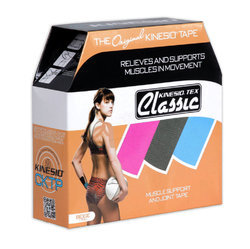 THE Original KINESIO® TAPE
RELIEVES AND SUPPORTS
MUSCLES IN MOVEMENT
KINESIO® TEX
Classic
KINESIO
CKTP
MUSCLE SUPPORT
AND JOINT TAPE